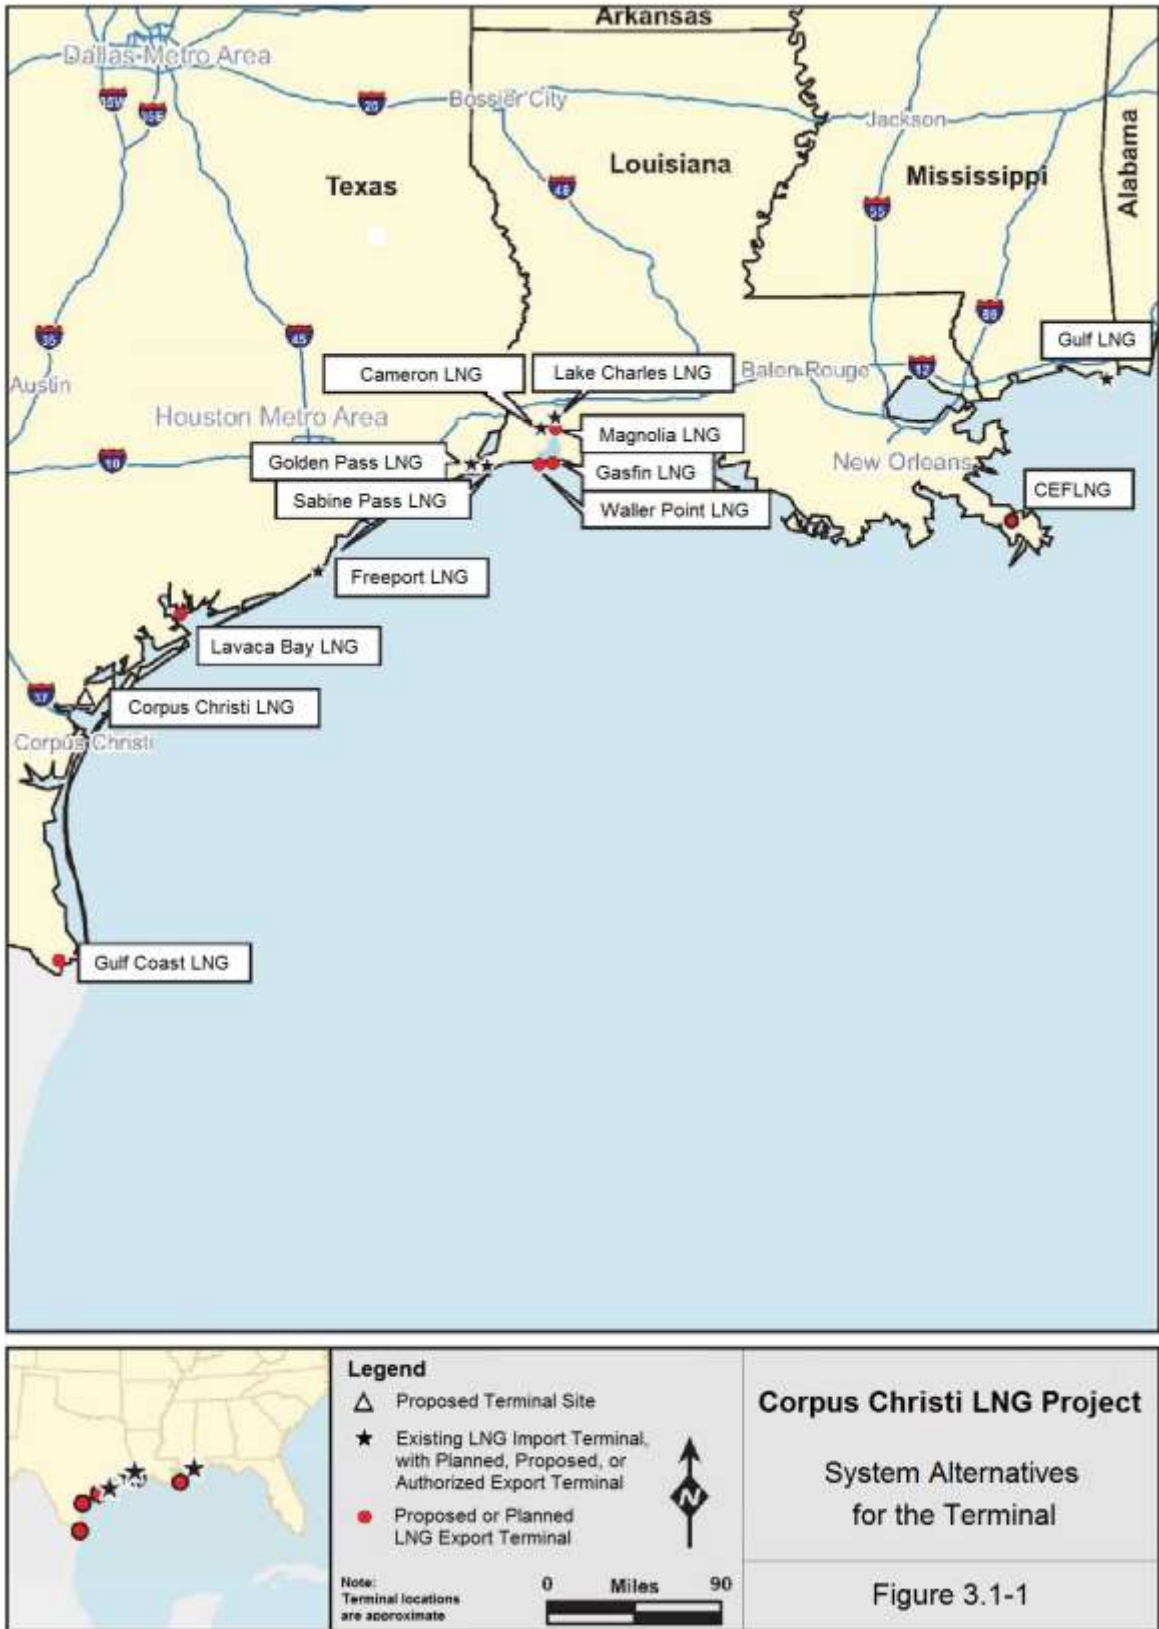 Arkansas
Dallas Metro Area
35W
35E
20
Bossier City
Jackson
Alabama
Louisiana
Texas
Mississippi
55
35
45
Gulf LNG
Cameron LNG
Lake Charles LNG
Baton Rouge
12
Austin
Houston Metro Area
Magnolia LNG
10
Golden Pass LNG
Gasfin LNG
New Orleans
CEFLNG
Sabine Pass LNG
Waller Point LNG
Freeport LNG
Lavaca Bay LNG
37
Corpus Christi LNG
Corpus Christi
Gulf Coast LNG
Legend
Proposed Terminal Site
Existing LNG Import Terminal,
with Planned, Proposed, or
Authorized Export Terminal
Proposed or Planned
LNG Export Terminal
Note:
Terminal locations
are approximate
N
0 Miles 90
Corpus Christi LNG Project
System Alternatives
for the Terminal
Figure 3.1-1